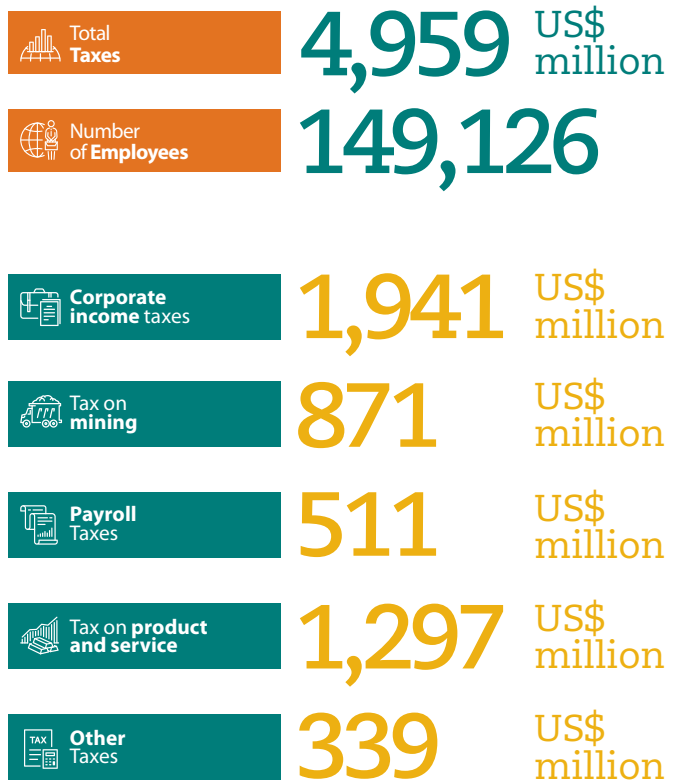 Total
Taxes
4,959
US$
million
Number
of Employees
149,126
Corporate
income taxes
1,941
US$
million
Tax on
mining
871
US$
million
Payroll
Taxes
511
US$
million
Tax on product
and service
1,297
US$
million
TAX
Other
Taxes
339
US$
million